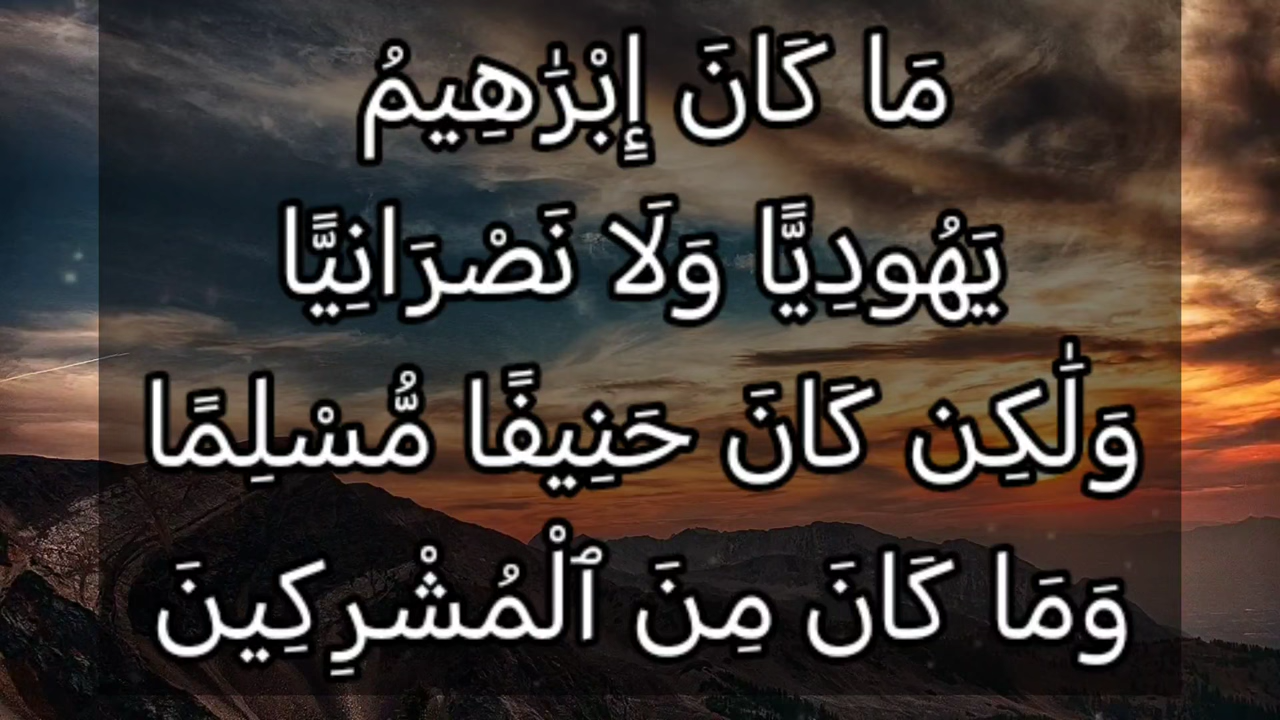 مَا كَانَ إِبْرَٰهِيمُ
يَهُودِيًّا وَلَا نَصْرَانِيًّا
وَلَٰكِن كَانَ حَنِيفًا مُّسْلِمًا
وَمَا كَانَ مِنَ ٱلْمُشْرِكِينَ